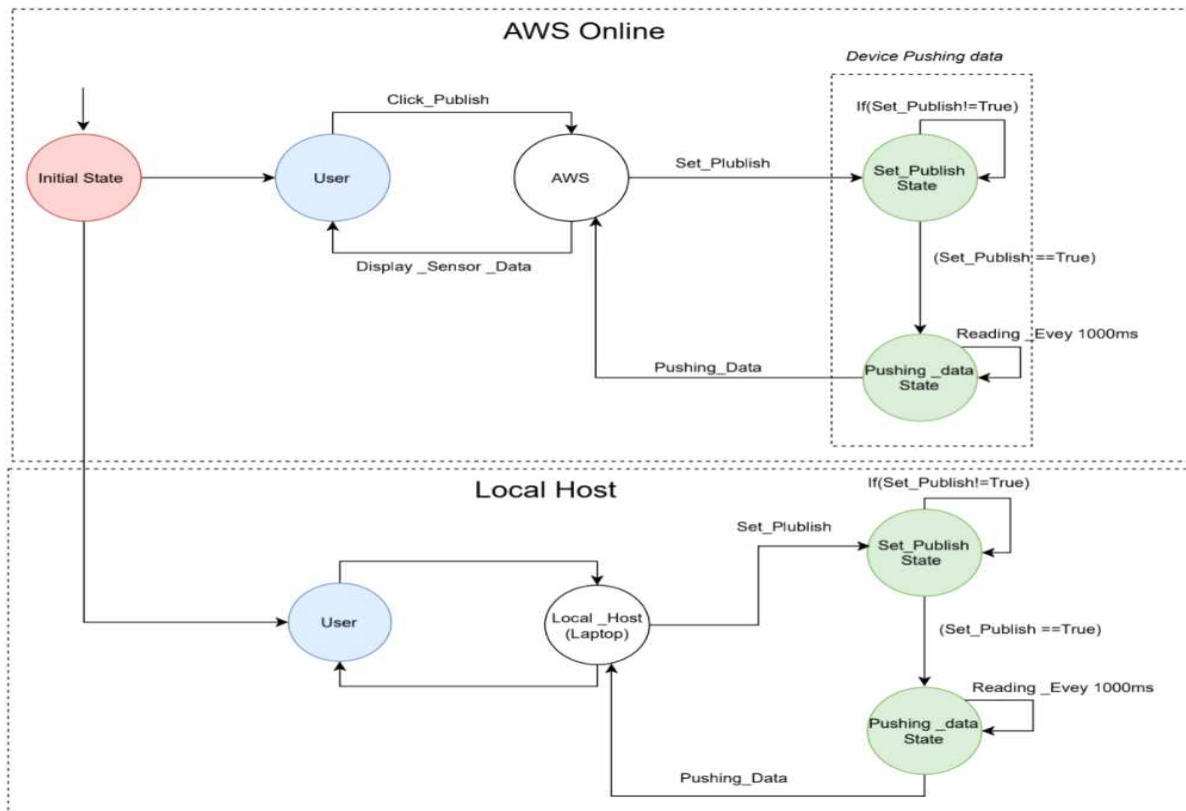 AWS Online
Device Pushing data
Click_Publish
If(Set_Publish!=True)
Initial State
User
AWS
Set_Plublish
Set_Publish
State
Display _Sensor _Data
(Set_Publish ==True)
Reading _Evey 1000ms
Pushing_Data
Pushing _data
State
Local Host
If(Set_Publish!=True)
Set_Plublish
Set_Publish
State
User
Local _Host
(Laptop)
(Set_Publish ==True)
Reading _Evey 1000ms
Pushing _data
State
Pushing_Data